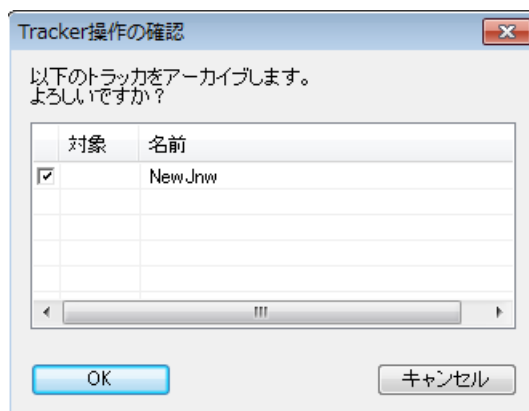 Tracker操作の確認
以下のトラッカをアーカイブします。
よろしいですか？
対象 名前
NewJnw
OK キャンセル